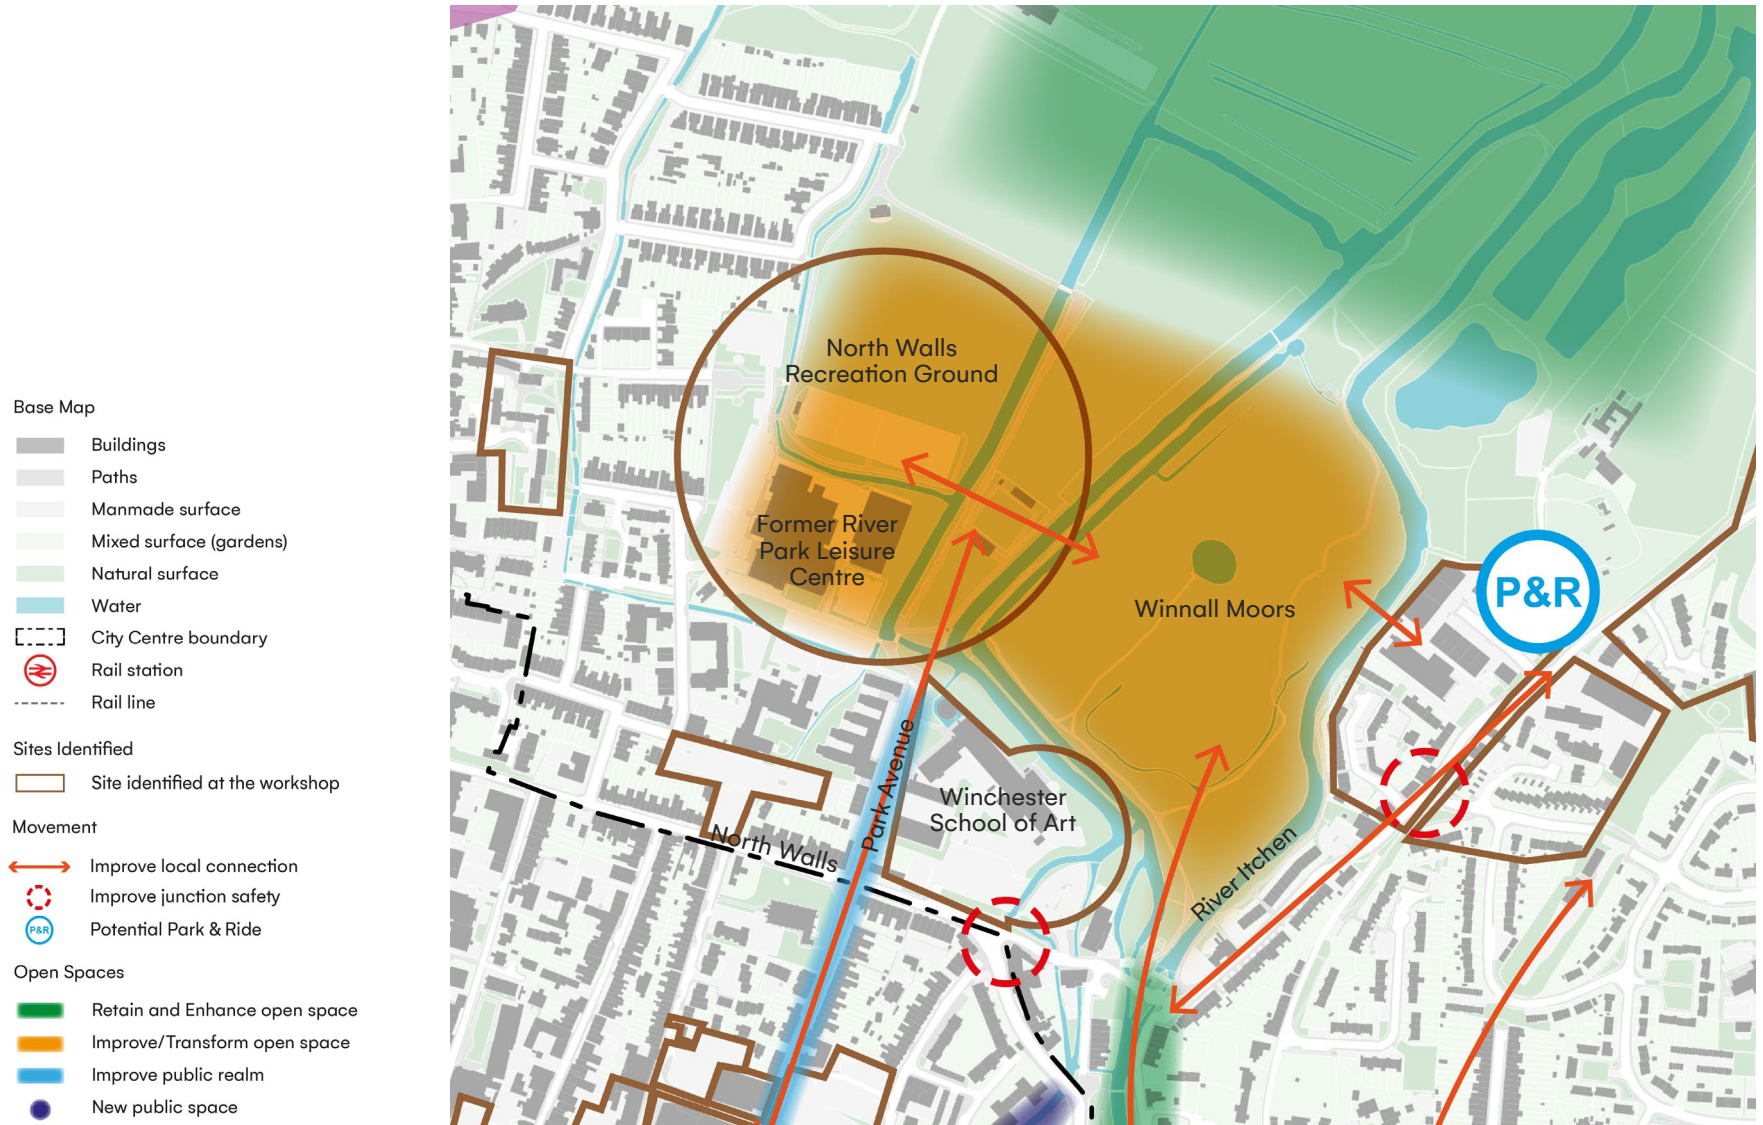 Base Map
Buildings
Paths
Manmade surface
Mixed surface (gardens)
Natural surface
Water
City Centre boundary
Rail station
Rail line
Sites Identified
Site identified at the workshop
Movement
Improve local connection
Improve junction safety
P&R
Potential Park & Ride
Open Spaces
Retain and Enhance open space
Improve/Transform open space
Improve public realm
New public space
North Walls
Recreation Ground
Former River
Park Leisure
Centre
Winnall Moors
P&R
Park Avenue
Winchester
School of Art
North Walls
River Itchen